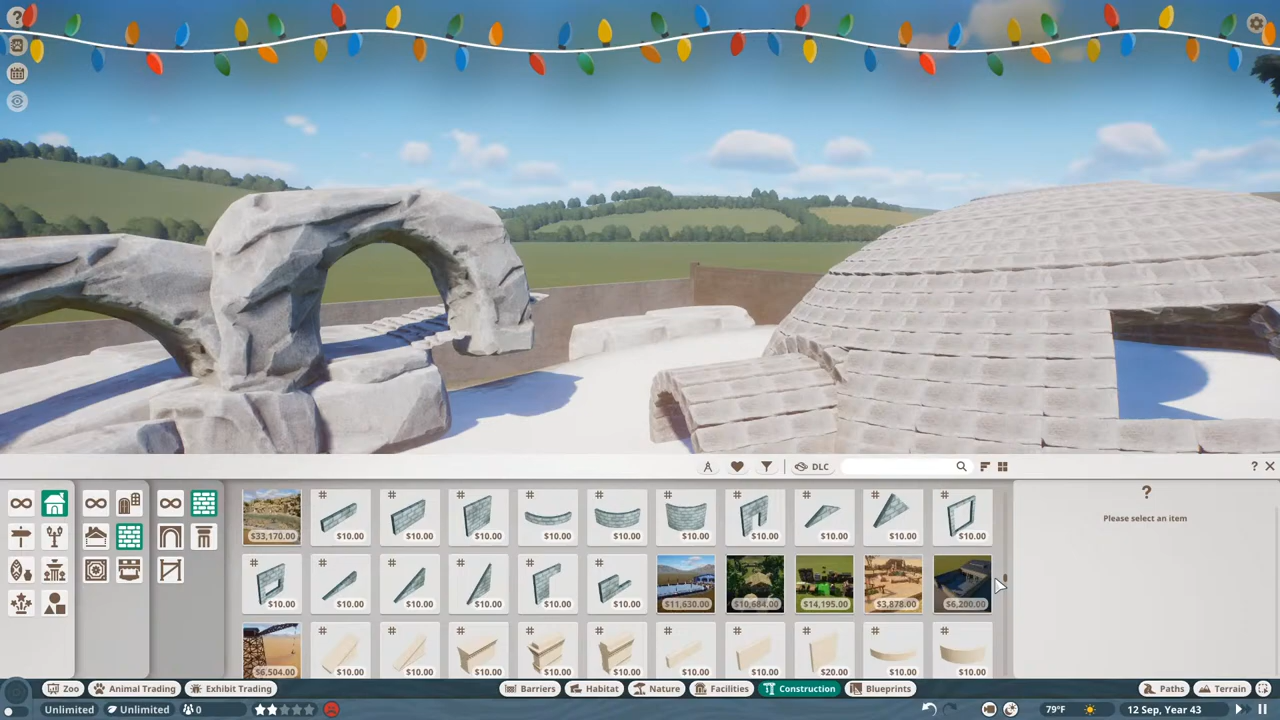 ?
DLC
? ×
$33,170.00 $10.00 $10.00 $10.00 $10.00 $10.00 $10.00 $10.00 $10.00 $10.00 $10.00
?
Please select an item
$10.00 $10.00 $10.00 $10.00 $10.00 $10.00 $11,630.00 $10,684.00 $14,195.00 $3,878.00 $6,200.00
$6,504.00 $10.00 $10.00 $10.00 $10.00 $10.00 $10.00 $10.00 $20.00 $10.00 $10.00
Zoo Animal Trading Exhibit Trading Barriers Habitat Nature Facilities Construction Blueprints Paths Terrain
Unlimited Unlimited 0 79°F 12 Sep, Year 43